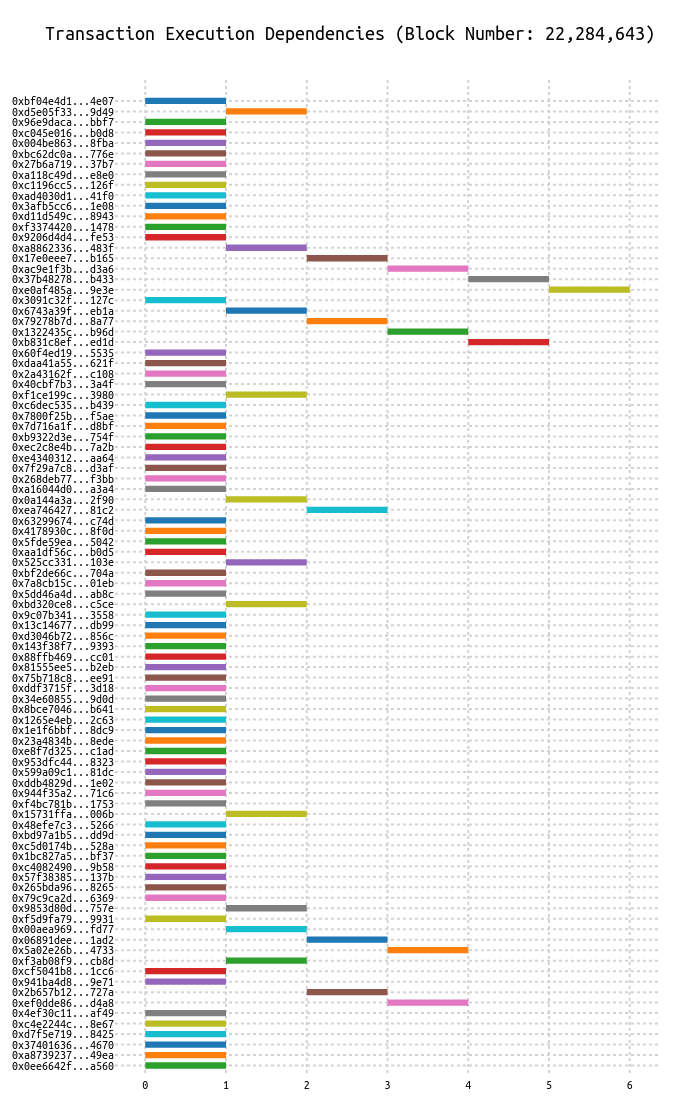 Transaction Execution Dependencies (Block Number: 22,284,643)
0xbf04e4d1...4e07
0xd5e05f33...9d49
0x96e9daca...bbf7
0xc045e016...b0d8
0x004be863...8fba
0xbc62dc0a...776e
0x27b6a719...37b7
0xa118c49d...e8e0
0xc1196cc5...126f
0xad4030d1...41f0
0x3afb5cc6...1e08
0xd11d549c...8943
0xf3374420...1478
0x9206d4d4...fe53
0xa8862336...483f
0x17e0eee7...b165
0xac9e1f3b...d3a6
0x37b48278...b433
0xe0af485a...9e3e
0x3091c32f...127c
0x6743a39f...eb1a
0x79278b7d...8a77
0x1322435c...b96d
0xb831c8ef...ed1d
0x60f4ed19...5535
0xdaa41a55...621f
0x2a43162f...c108
0x40cbf7b3...3a4f
0xf1ce199c...3980
0xc6dec535...b439
0x7800f25b...f5ae
0x7d716a1f...d8bf
0xb9322d3e...754f
0xec2c8e4b...7a2b
0xe4340312...aa64
0x7f29a7c8...d3af
0x268deb77...f3bb
0xa16044d0...a3a4
0x0a144a3a...2f90
0xea746427...81c2
0x63299674...c74d
0x4178930c...8f0d
0x5fde59ea...5042
0xaa1df56c...b0d5
0x525cc331...103e
0xbf2de66c...704a
0x7a8cb15c...01eb
0x5dd46a4d...ab8c
0xbd320ce8...c5ce
0x9c07b341...3558
0x13c14677...db99
0xd3046b72...856c
0x143f38f7...9393
0x88ffb469...cc01
0x81555ee5...b2eb
0x75b718c8...ee91
0xddf3715f...3d18
0x34e60855...9d0d
0x8bce7046...b641
0x1265e4eb...2c63
0x1e1f6bbf...8dc9
0x23a4834b...8ede
0xe8f7d325...c1ad
0x953dfc44...8323
0x599a09c1...81dc
0xddb4829d...1e02
0x944f35a2...71c6
0xf4bc781b...1753
0x15731ffa...006b
0x48efe7c3...5266
0xbd97a1b5...dd9d
0xc5d0174b...528a
0x1bc827a5...bf37
0xc4082490...9b58
0x57f38385...137b
0x265bda96...8265
0x79c9ca2d...6369
0x9853d80d...757e
0xf5d9fa79...9931
0x00aea969...fd77
0x06891dee...1ad2
0x5a02e26b...4733
0xf3ab08f9...cb8d
0xcf5041b8...1cc6
0x941ba4d8...9e71
0x2b657b12...727a
0xef0dde86...d4a8
0x4ef30c11...af49
0xc4e2244c...8e67
0xd7f5e719...8425
0x37401636...4670
0xa8739237...49ea
0x0ee6642f...a560
0 1 2 3 4 5 6